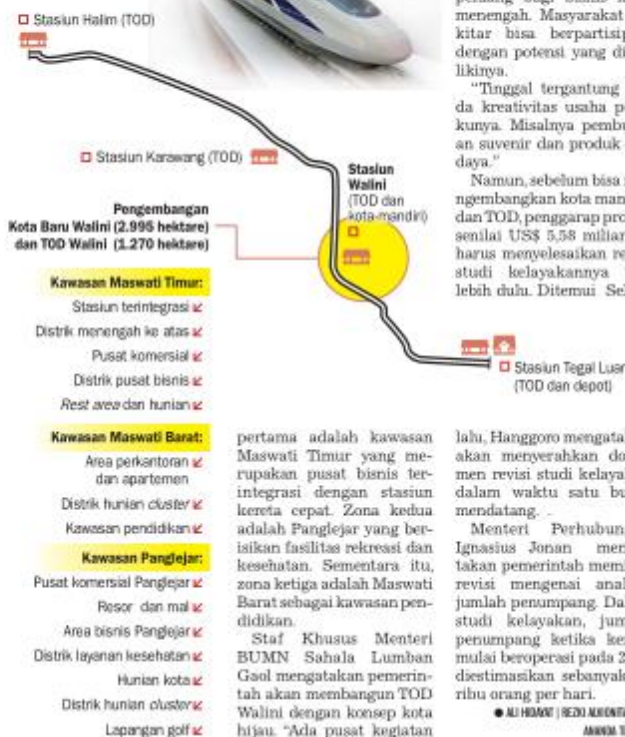 Stasiun Halim (TOD)
Stasiun Karawang (TOD)
Stasiun
Walini
(TOD dan
kota mandiri)
Pengembangan
Kota Baru Walini (2.995 hektare)
dan TOD Walini (1.270 hektare)
Stasiun Tegal Luar
(TOD dan depot)
Kawasan Maswati Timur:
Stasiun terintegrasi
Distrik menengah ke atas
Pusat komersial
Distrik pusat bisnis
Rest area dan hunian
Kawasan Maswati Barat:
Area perkantoran
dan apartemen
Distrik hunian cluster
Kawasan pendidikan
Kawasan Panglejar:
Pusat komersial Panglejar
Resor dan mal
Area bisnis Panglejar
Distrik layanan kesehatan
Hunian kota
Distrik hunian cluster
Lapangan golf
pertama adalah kawasan
Maswati Timur yang me-
rupakan pusat bisnis ter-
integrasi dengan stasiun
kereta cepat. Zona kedua
adalah Panglejar yang ber-
isikan fasilitas rekreasi dan
kesehatan. Sementara itu,
zona ketiga adalah Maswati
Barat sebagai kawasan pen-
didikan.
Staf Khusus Menteri
BUMN Sahala Lumban
Gaol mengatakan pemerin-
tah akan membangun TOD
Walini dengan konsep kota
hijau. "Ada pusat kegiatan
menengah. Masyarakat
kitar bisa berpartisip
dengan potensi yang di
likinya.
"Tinggal tergantung
da kreativitas usaha pe
kunya. Misalnya pembu
an suvenir dan produk
daya."
Namun, sebelum bisa
ngembangkan kota man
dan TOD, penggarap pro
senilai US$ 5,58 miliar
harus menyelesaikan re
studi kelayakannya
lebih dulu. Ditemui Sel
lalu, Hanggoro mengata
akan menyerahkan do
men revisi studi kelayak
dalam waktu satu bu
mendatang.
Menteri Perhubun
Ignasius Jonan men
takan pemerintah mem
revisi mengenai anal
jumlah penumpang. Da
studi kelayakan, jum
penumpang ketika ker
mulai beroperasi pada 2
diestimasikan sebanyak
ribu orang per hari.